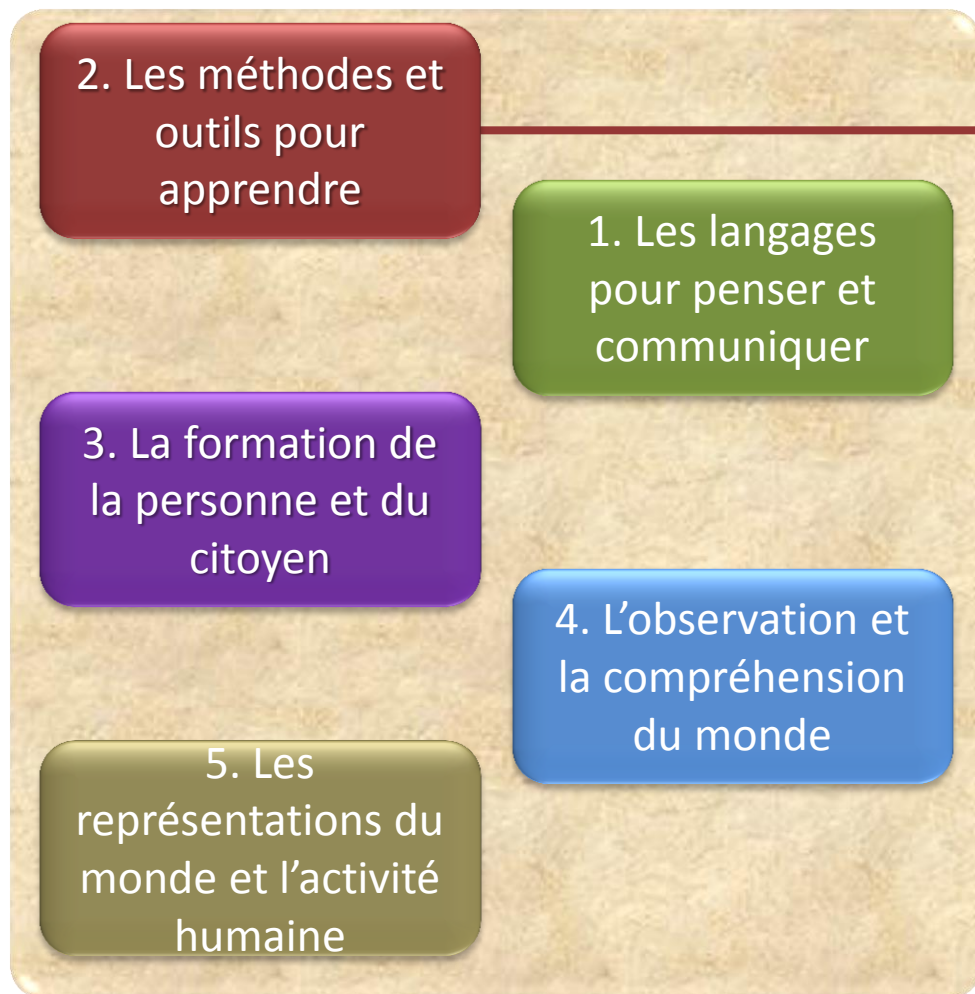 2. Les méthodes et
outils pour
apprendre
1. Les langages
pour penser et
communiquer
3. La formation de
la personne et du
citoyen
4. L’observation et
la compréhension
du monde
5. Les
représentations du
monde et l’activité
humaine